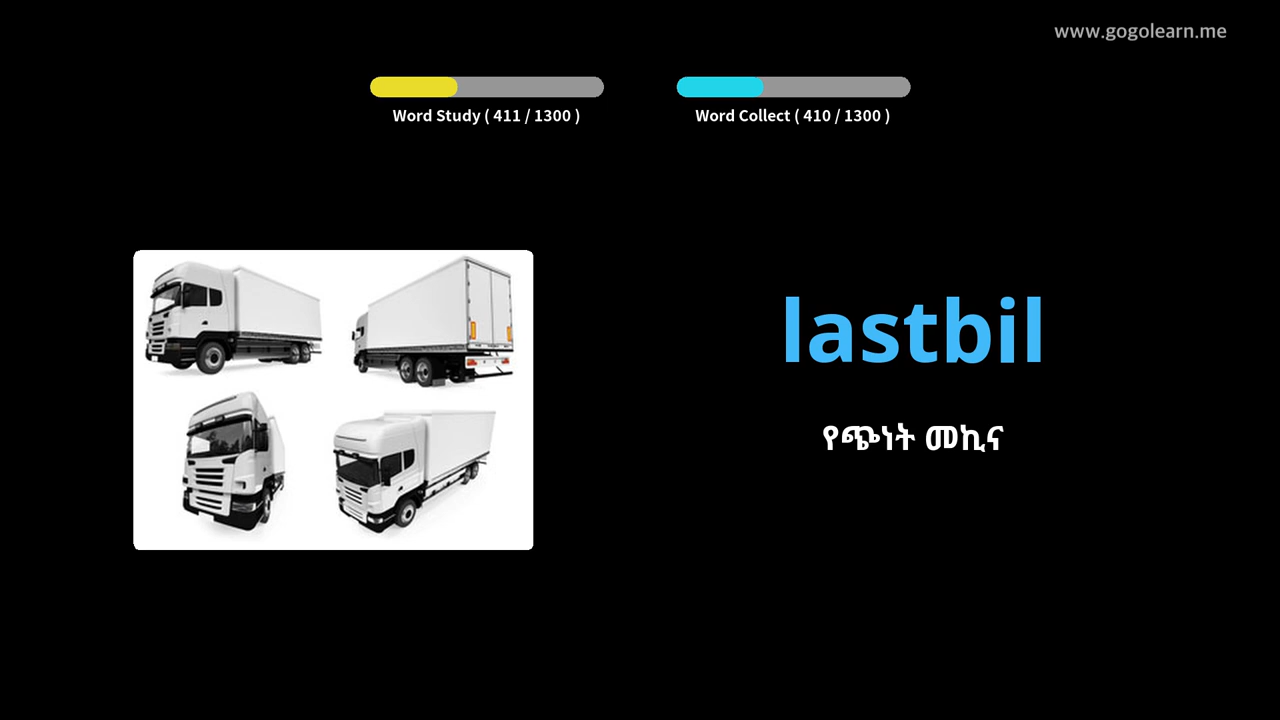 www.gogolearn.me
Word Study ( 411 / 1300 )
Word Collect ( 410 / 1300 )
lastbil
የጭነት መኪና